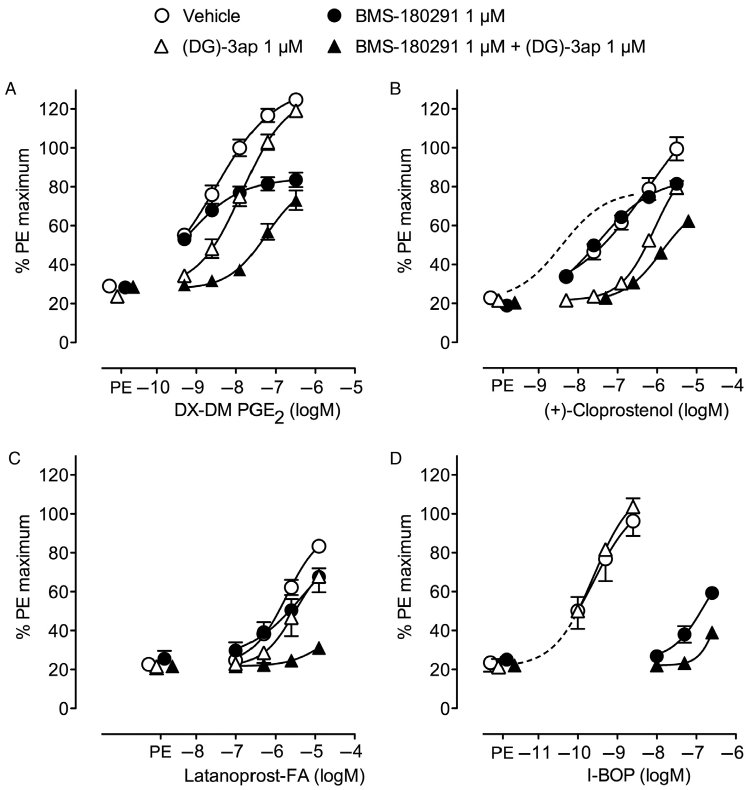 Vehicle BMS-180291 1 μM
(DG)-3ap 1 μM BMS-180291 1 μM + (DG)-3ap 1 μM
A
% PE maximum
120
100
80
60
40
20
0
PE –10 –9 –8 –7 –6 –5
DX-DM PGE2 (logM)
B
% PE maximum
120
100
80
60
40
20
0
PE –9 –8 –7 –6 –5 –4
(+)-Cloprostenol (logM)
C
% PE maximum
120
100
80
60
40
20
0
PE –8 –7 –6 –5 –4
Latanoprost-FA (logM)
D
% PE maximum
120
100
80
60
40
20
0
PE –11 –10 –9 –8 –7 –6
I-BOP (logM)